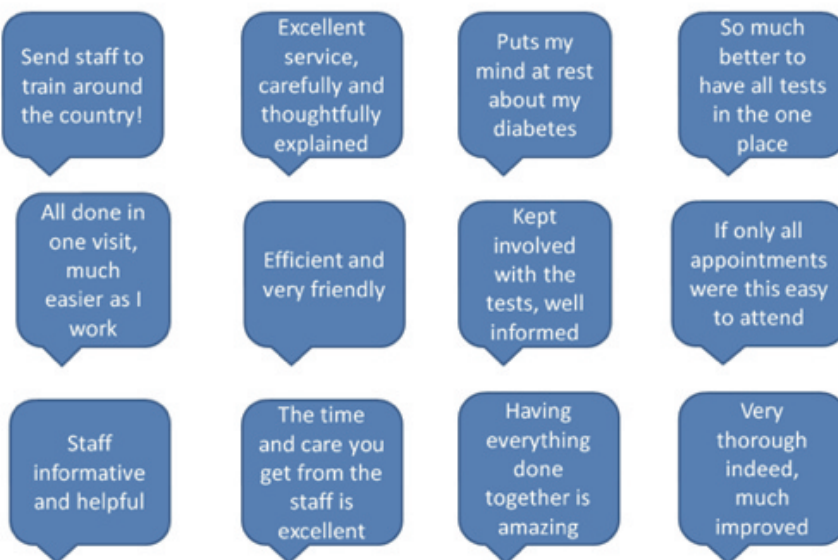 Send staff to
train around
the country!
Excellent
service,
carefully and
thoughtfully
explained
Puts my
mind at rest
about my
diabetes
So much
better to
have all tests
in the one
place
All done in
one visit,
much
easier as I
work
Efficient and
very friendly
Kept
involved
with the
tests, well
informed
If only all
appointments
were this easy
to attend
Staff
informative
and helpful
The time
and care you
get from the
staff is
excellent
Having
everything
done
together is
amazing
Very
thorough
indeed,
much
improved